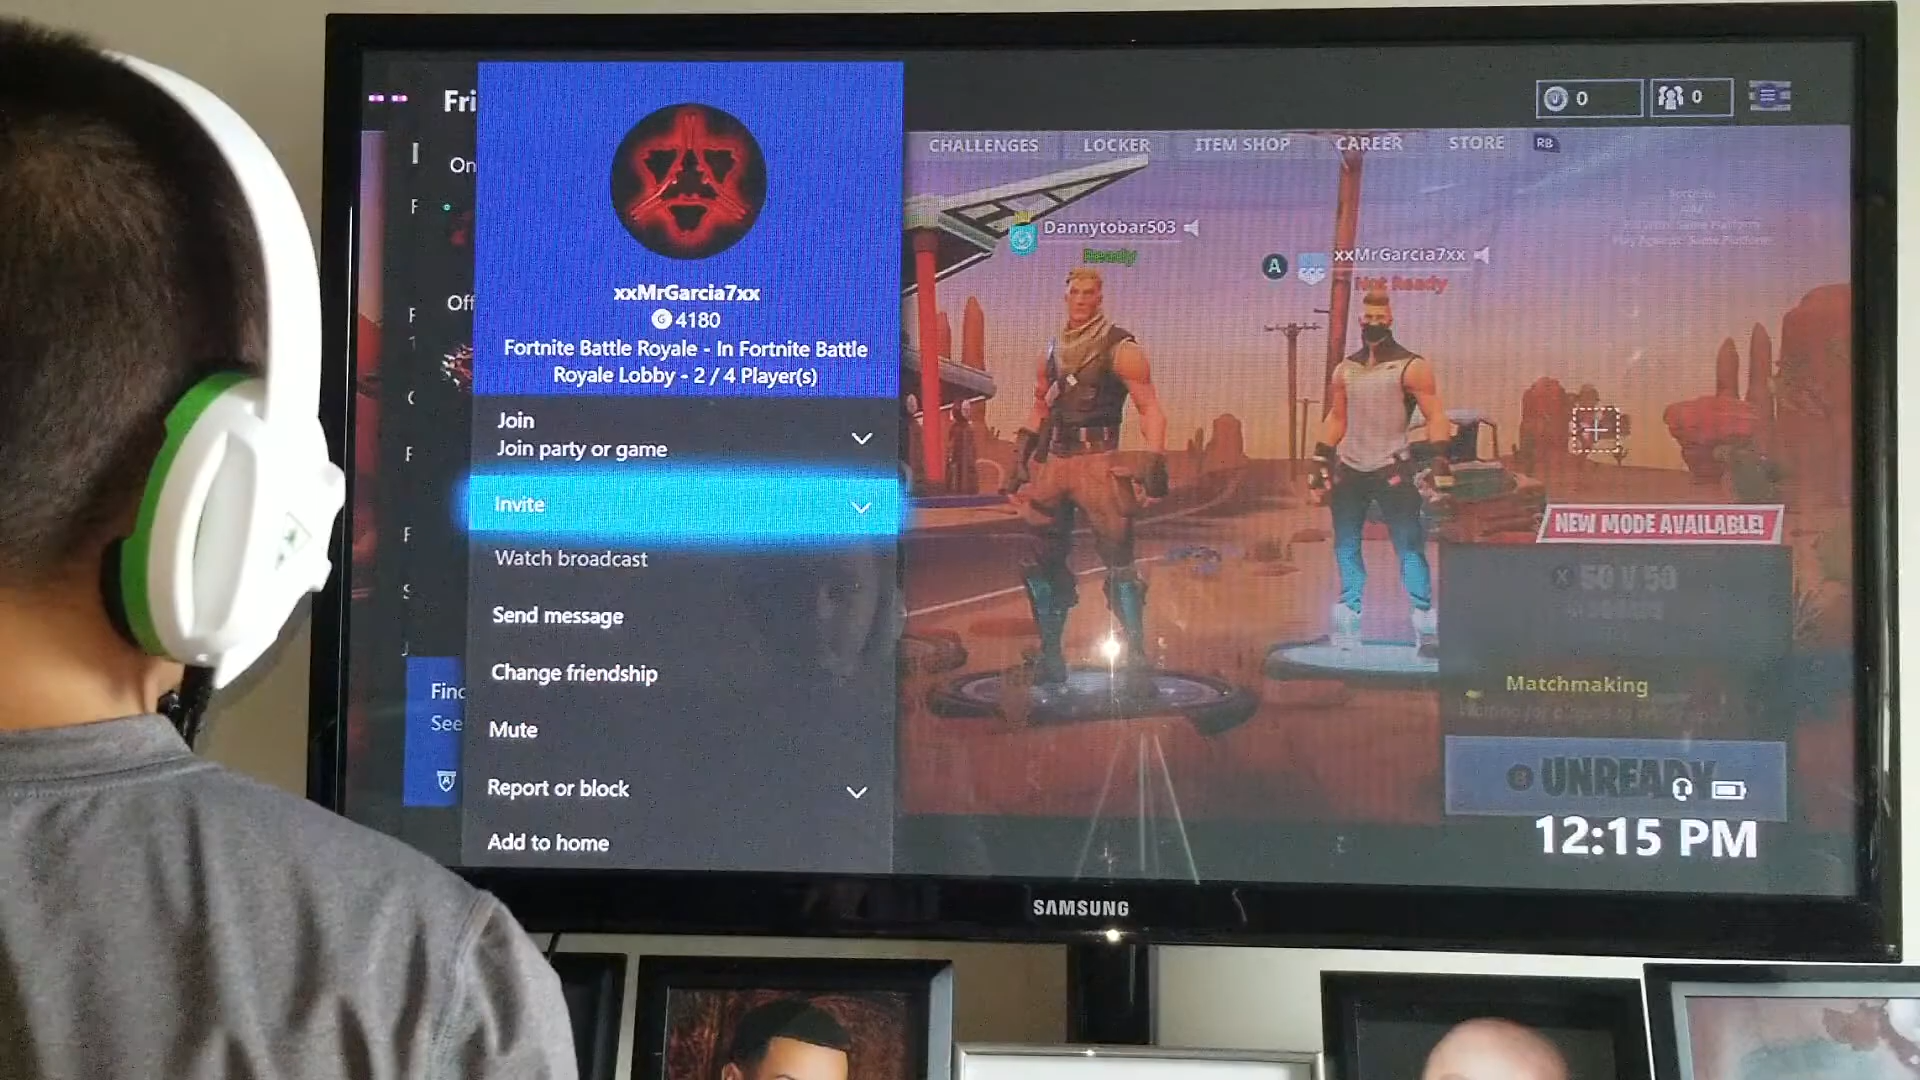 Fri
On
Off
Find
See
xxMrGarcia7xx
G 4180
Fortnite Battle Royale - In Fortnite Battle
Royale Lobby - 2 / 4 Player(s)
Join
Join party or game
Invite
Watch broadcast
Send message
Change friendship
Mute
Report or block
Add to home
0
0
CHALLENGES
LOCKER
ITEM SHOP
CAREER
STORE
RB
Dannytobar503
Ready
A
xxMrGarcia7xx
Not Ready
NEW MODE AVAILABLE!
X 50 V 50
Matchmaking
B UNREADY
12:15 PM
SAMSUNG